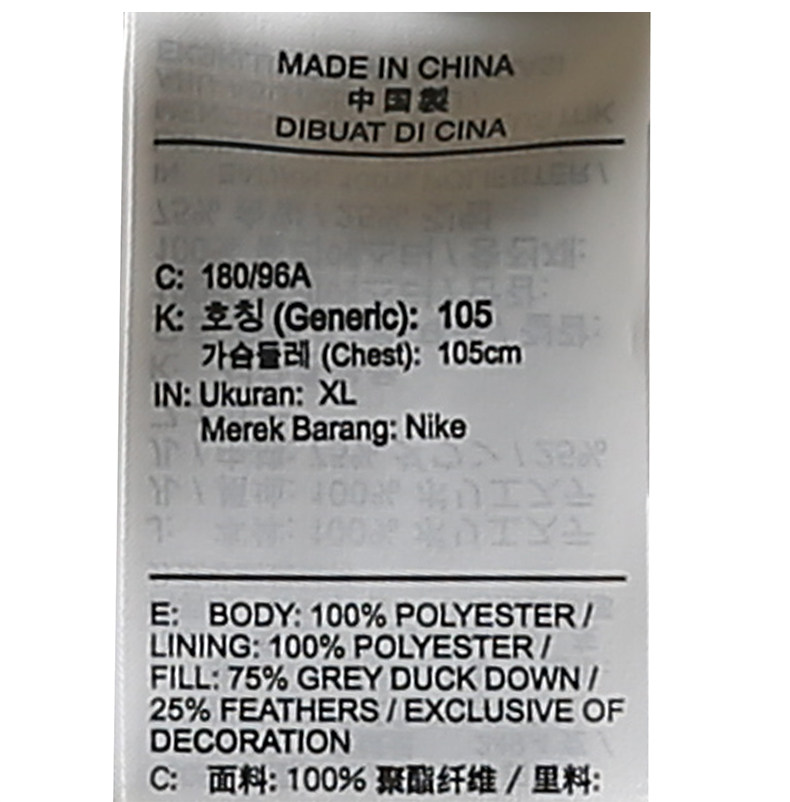 MADE IN CHINA
中国製
DIBUAT DI CINA
C: 180/96A
K: 호칭 (Generic): 105
가슴둘레 (Chest): 105cm
IN: Ukuran: XL
Merek Barang: Nike
E: BODY: 100% POLYESTER /
LINING: 100% POLYESTER /
FILL: 75% GREY DUCK DOWN /
25% FEATHERS / EXCLUSIVE OF
DECORATION
C: 面料: 100% 聚酯纤维 / 里料: